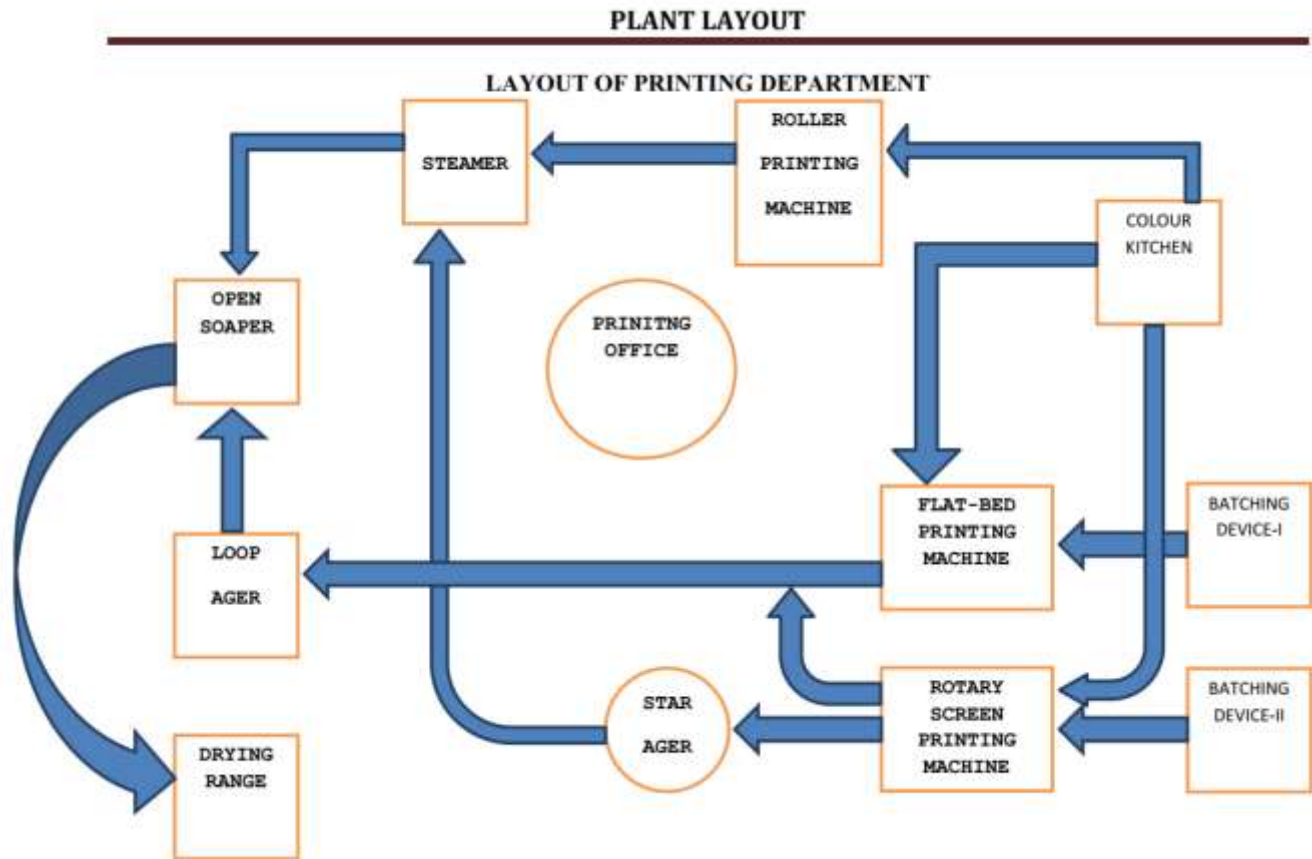 PLANT LAYOUT
LAYOUT OF PRINTING DEPARTMENT
STEAMER
ROLLER
PRINTING
MACHINE
COLOUR
KITCHEN
OPEN
SOAPER
PRINITNG
OFFICE
FLAT-BED
PRINTING
MACHINE
BATCHING
DEVICE-I
LOOP
AGER
STAR
AGER
ROTARY
SCREEN
PRINTING
MACHINE
BATCHING
DEVICE-II
DRYING
RANGE